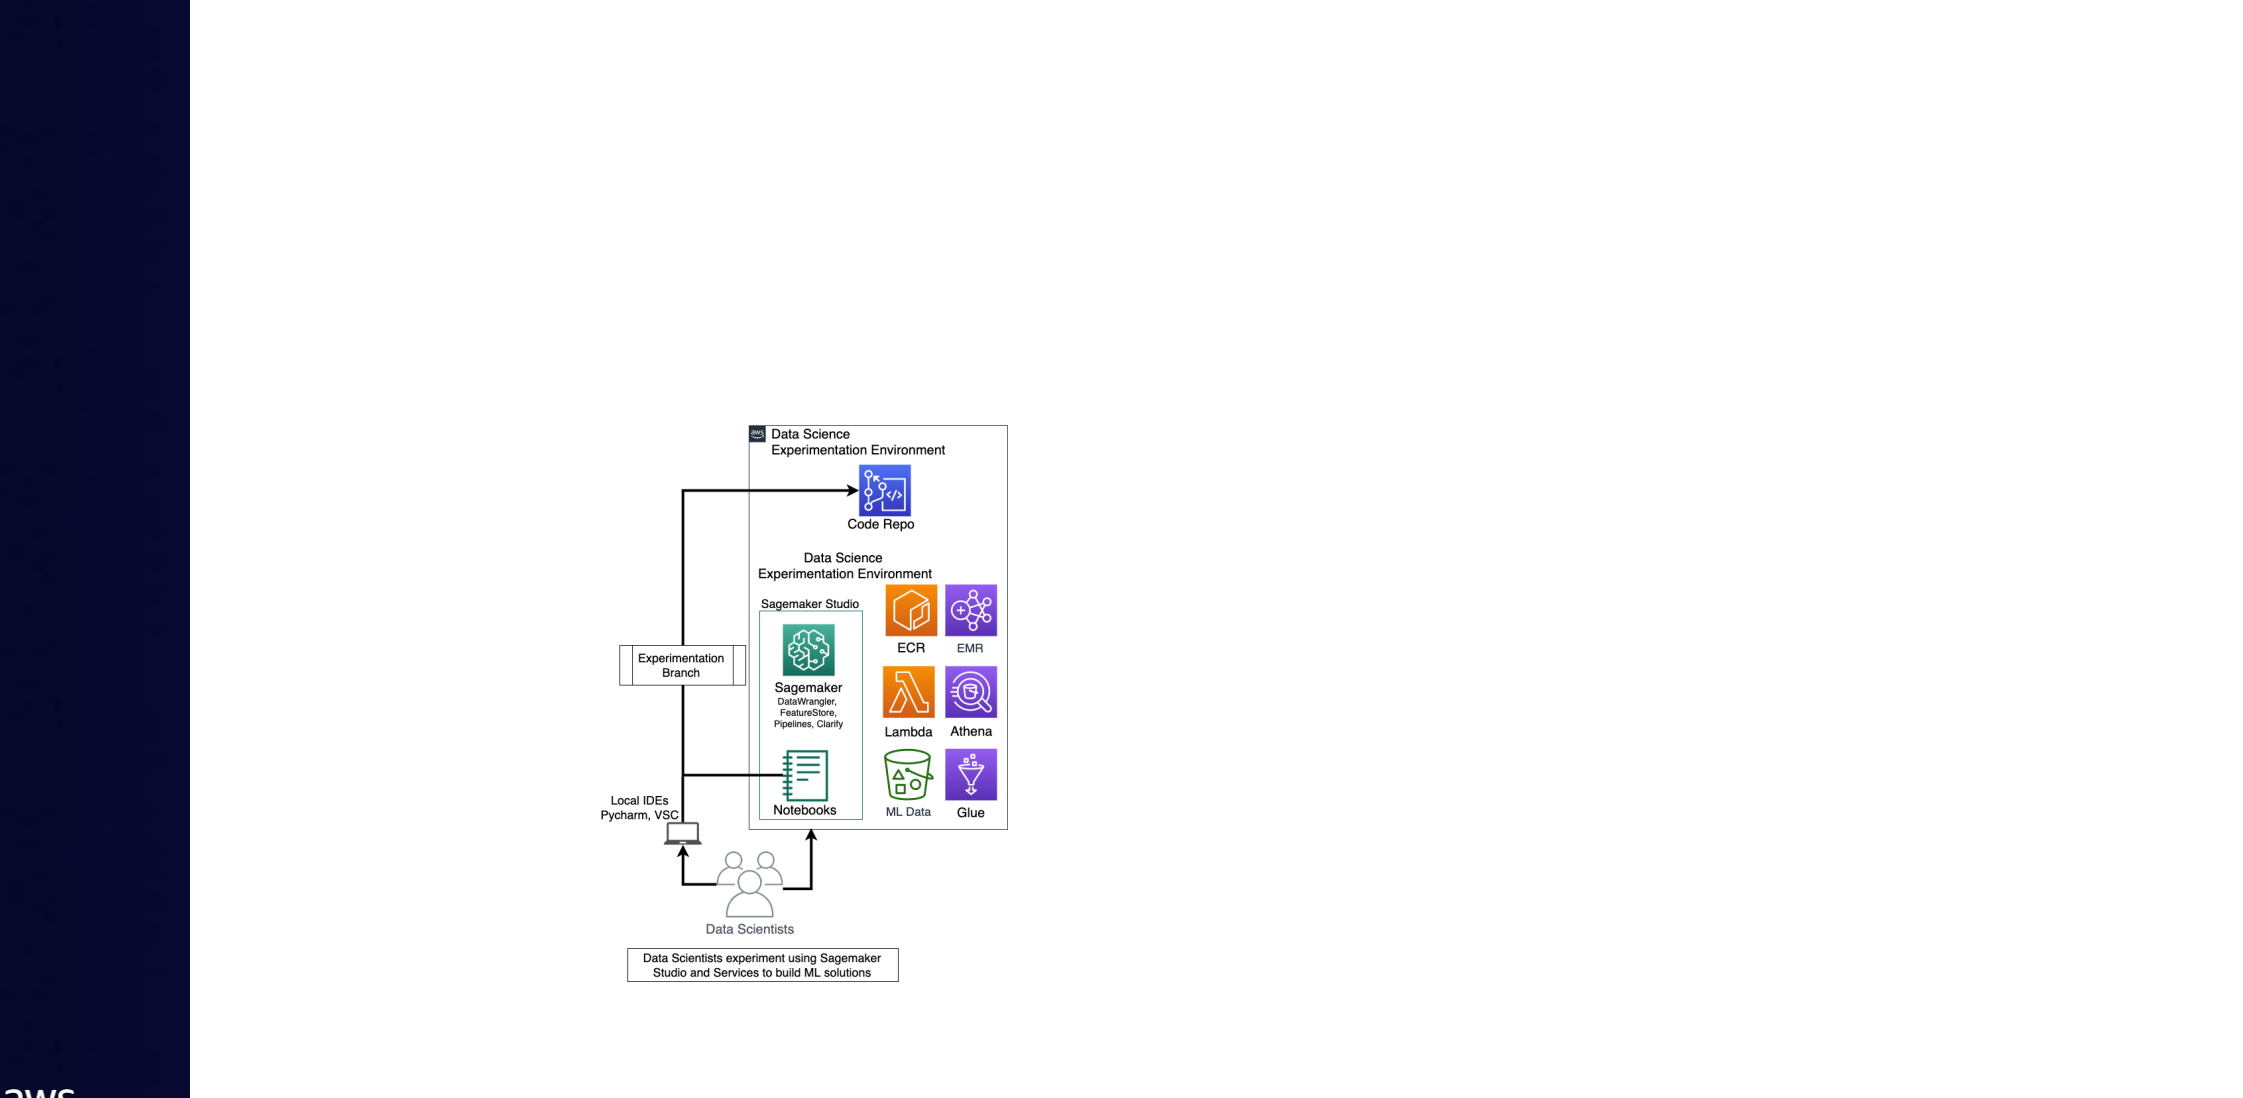 aws
Data Science
Experimentation Environment
Code Repo
Data Science
Experimentation Environment
Sagemaker Studio
ECR
EMR
Experimentation
Branch
Sagemaker
DataWrangler,
FeatureStore,
Pipelines, Clarify
Lambda
Athena
Local IDEs
Pycharm, VSC
Notebooks
ML Data
Glue
Data Scientists
Data Scientists experiment using Sagemaker
Studio and Services to build ML solutions
aws